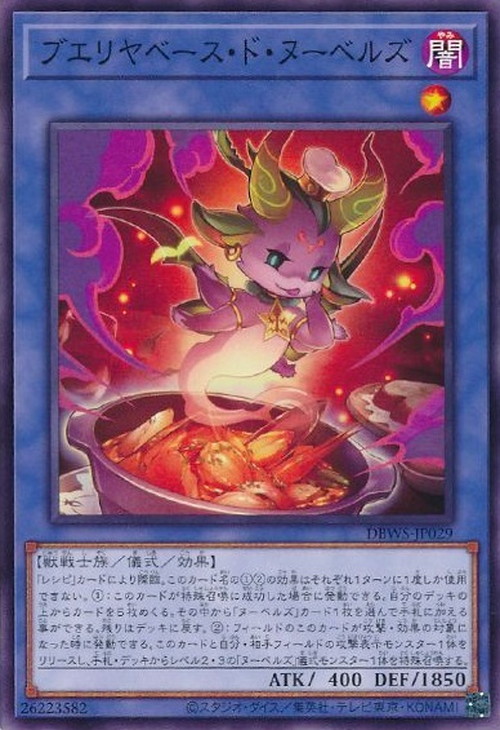 ブエリヤベース・ド・ヌーベルズ
やみ
闇
DBWS-JP029
【獣戦士族/儀式/効果】
「レシピ」カードにより降臨。このカード名の①②の効果はそれぞれ1ターンに1度しか使用
できない。①:このカードが特殊召喚に成功した場合に発動できる。自分のデッキの
上からカードを5枚めくる。その中から「ヌーベルズ」カード1枚を選んで手札に加える
事ができる。残りはデッキに戻す。②:フィールドのこのカードが攻撃・効果の対象に
なった時に発動できる。このカードと自分・相手フィールドの攻撃表示モンスター1体を
リリースし、手札・デッキからレベル2・3の「ヌーベルズ」儀式モンスター1体を特殊召喚する。
ATK/ 400 DEF/1850
26223582
©スタジオ・ダイス/集英社・テレビ東京・KONAMI